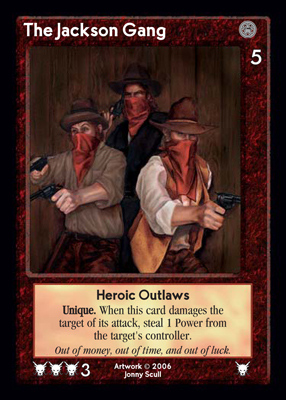 The Jackson Gang
5
Heroic Outlaws
Unique. When this card damages the
target of its attack, steal 1 Power from
the target's controller.
Out of money, out of time, and out of luck.
3
Artwork © 2006
Jonny Scull